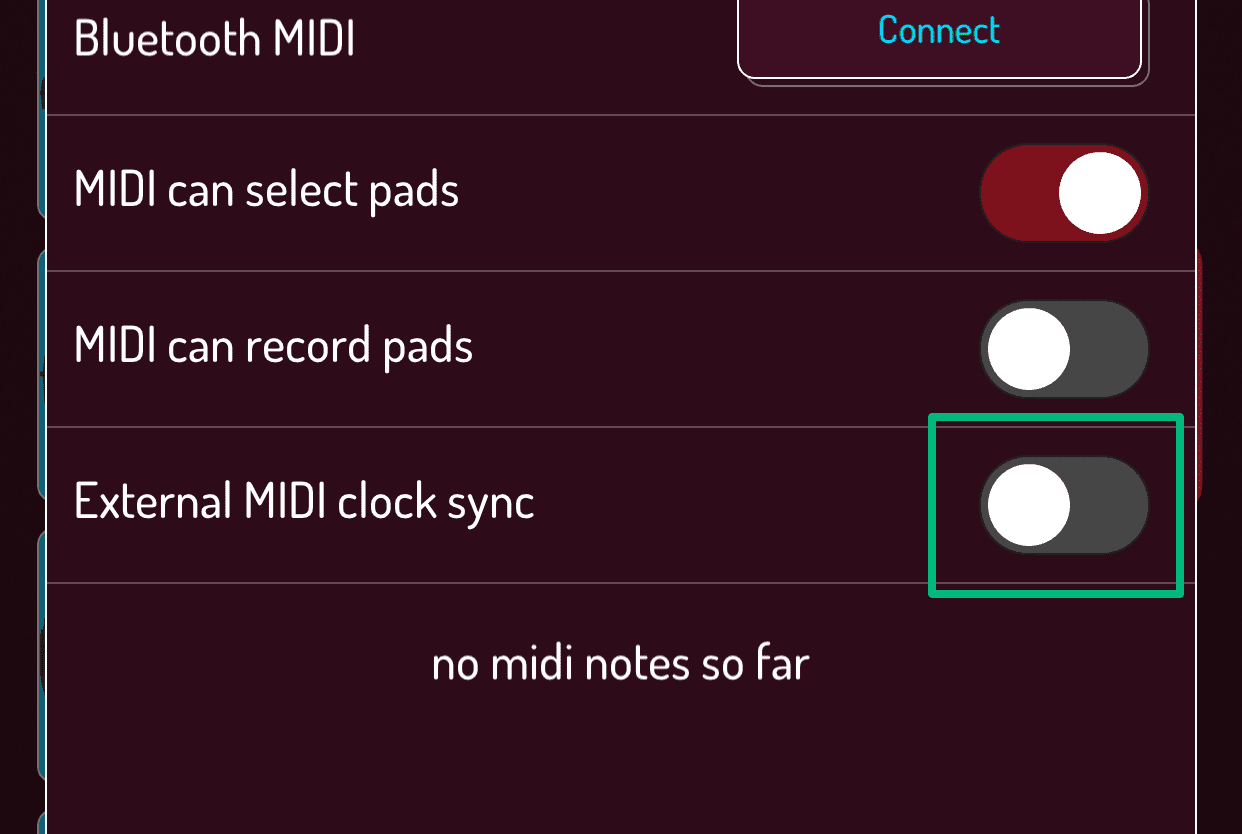 Bluetooth MIDI
Connect
MIDI can select pads
MIDI can record pads
External MIDI clock sync
no midi notes so far